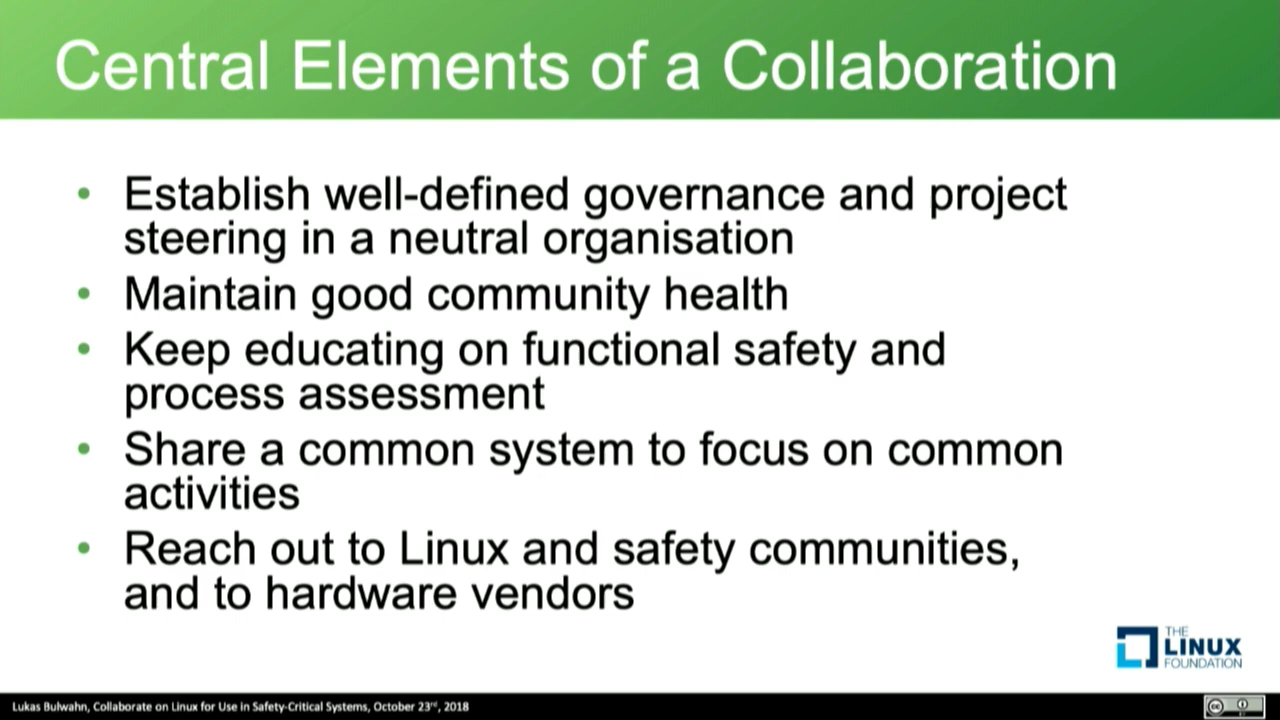 Central Elements of a Collaboration
• Establish well-defined governance and project
steering in a neutral organisation
• Maintain good community health
• Keep educating on functional safety and
process assessment
• Share a common system to focus on common
activities
• Reach out to Linux and safety communities,
and to hardware vendors
THE
LINUX
FOUNDATION
Lukas Bulwahn, Collaborate on Linux for Use in Safety-Critical Systems, October 23rd, 2018
cc